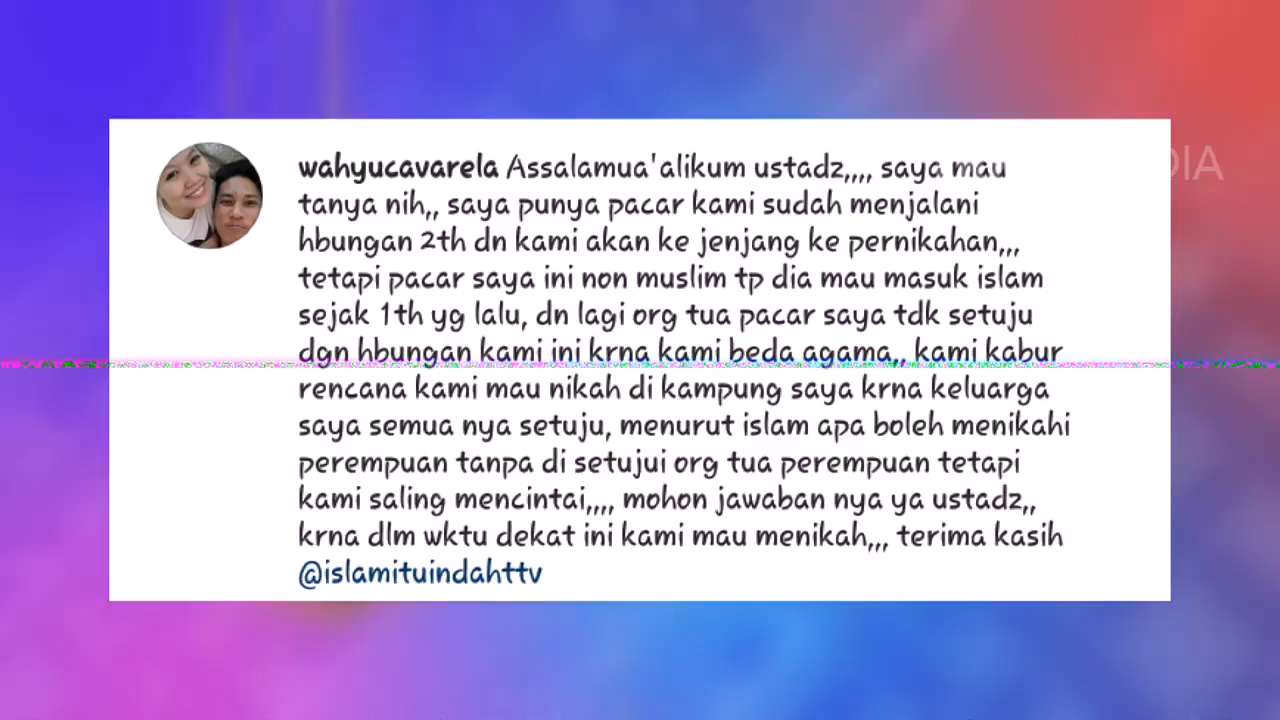 wahyucavarela Assalamua'alikum ustadz,,,, saya mau
tanya nih,, saya punya pacar kami sudah menjalani
hbungan 2th dn kami akan ke jenjang ke pernikahan,,,
tetapi pacar saya ini non muslim tp dia mau masuk islam
sejak 1th yg lalu, dn lagi org tua pacar saya tdk setuju
dgn hbungan kami ini krna kami beda agama,, kami kabur
rencana kami mau nikah di kampung saya krna keluarga
saya semua nya setuju, menurut islam apa boleh menikahi
perempuan tanpa di setujui org tua perempuan tetapi
kami saling mencintai,,,, mohon jawaban nya ya ustadz,,
krna dlm wktu dekat ini kami mau menikah,,, terima kasih
@islamituindahttv